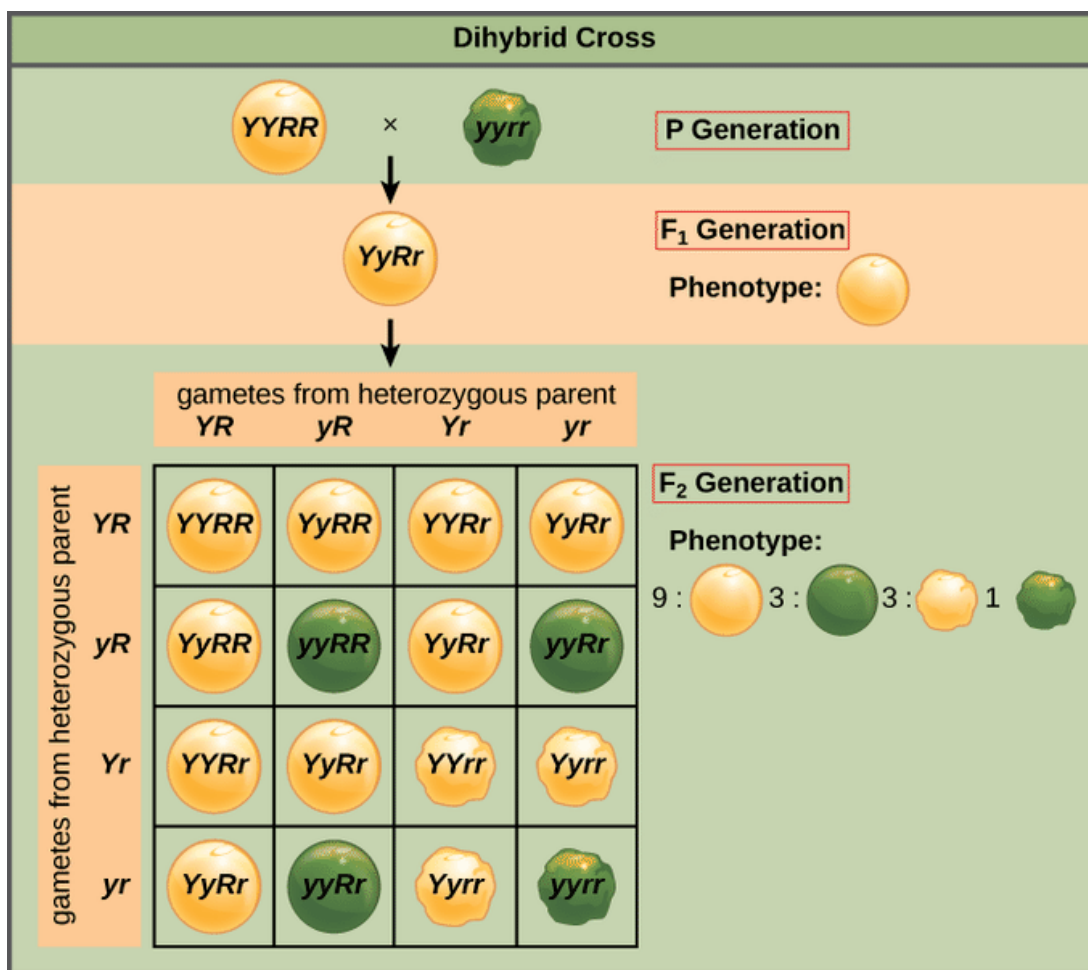 Dihybrid Cross
YYRR × yyrr
P Generation
YyRr
F₁ Generation
Phenotype:
gametes from heterozygous parent
YR yR Yr yr
gametes from heterozygous parent
YR YYRR YyRR YYRr YyRr
yR YyRR yyRR YyRr yyRr
Yr YYRr YyRr YYrr Yyrr
yr YyRr yyRr Yyrr yyrr
F₂ Generation
Phenotype:
9 : 3 : 3 : 1